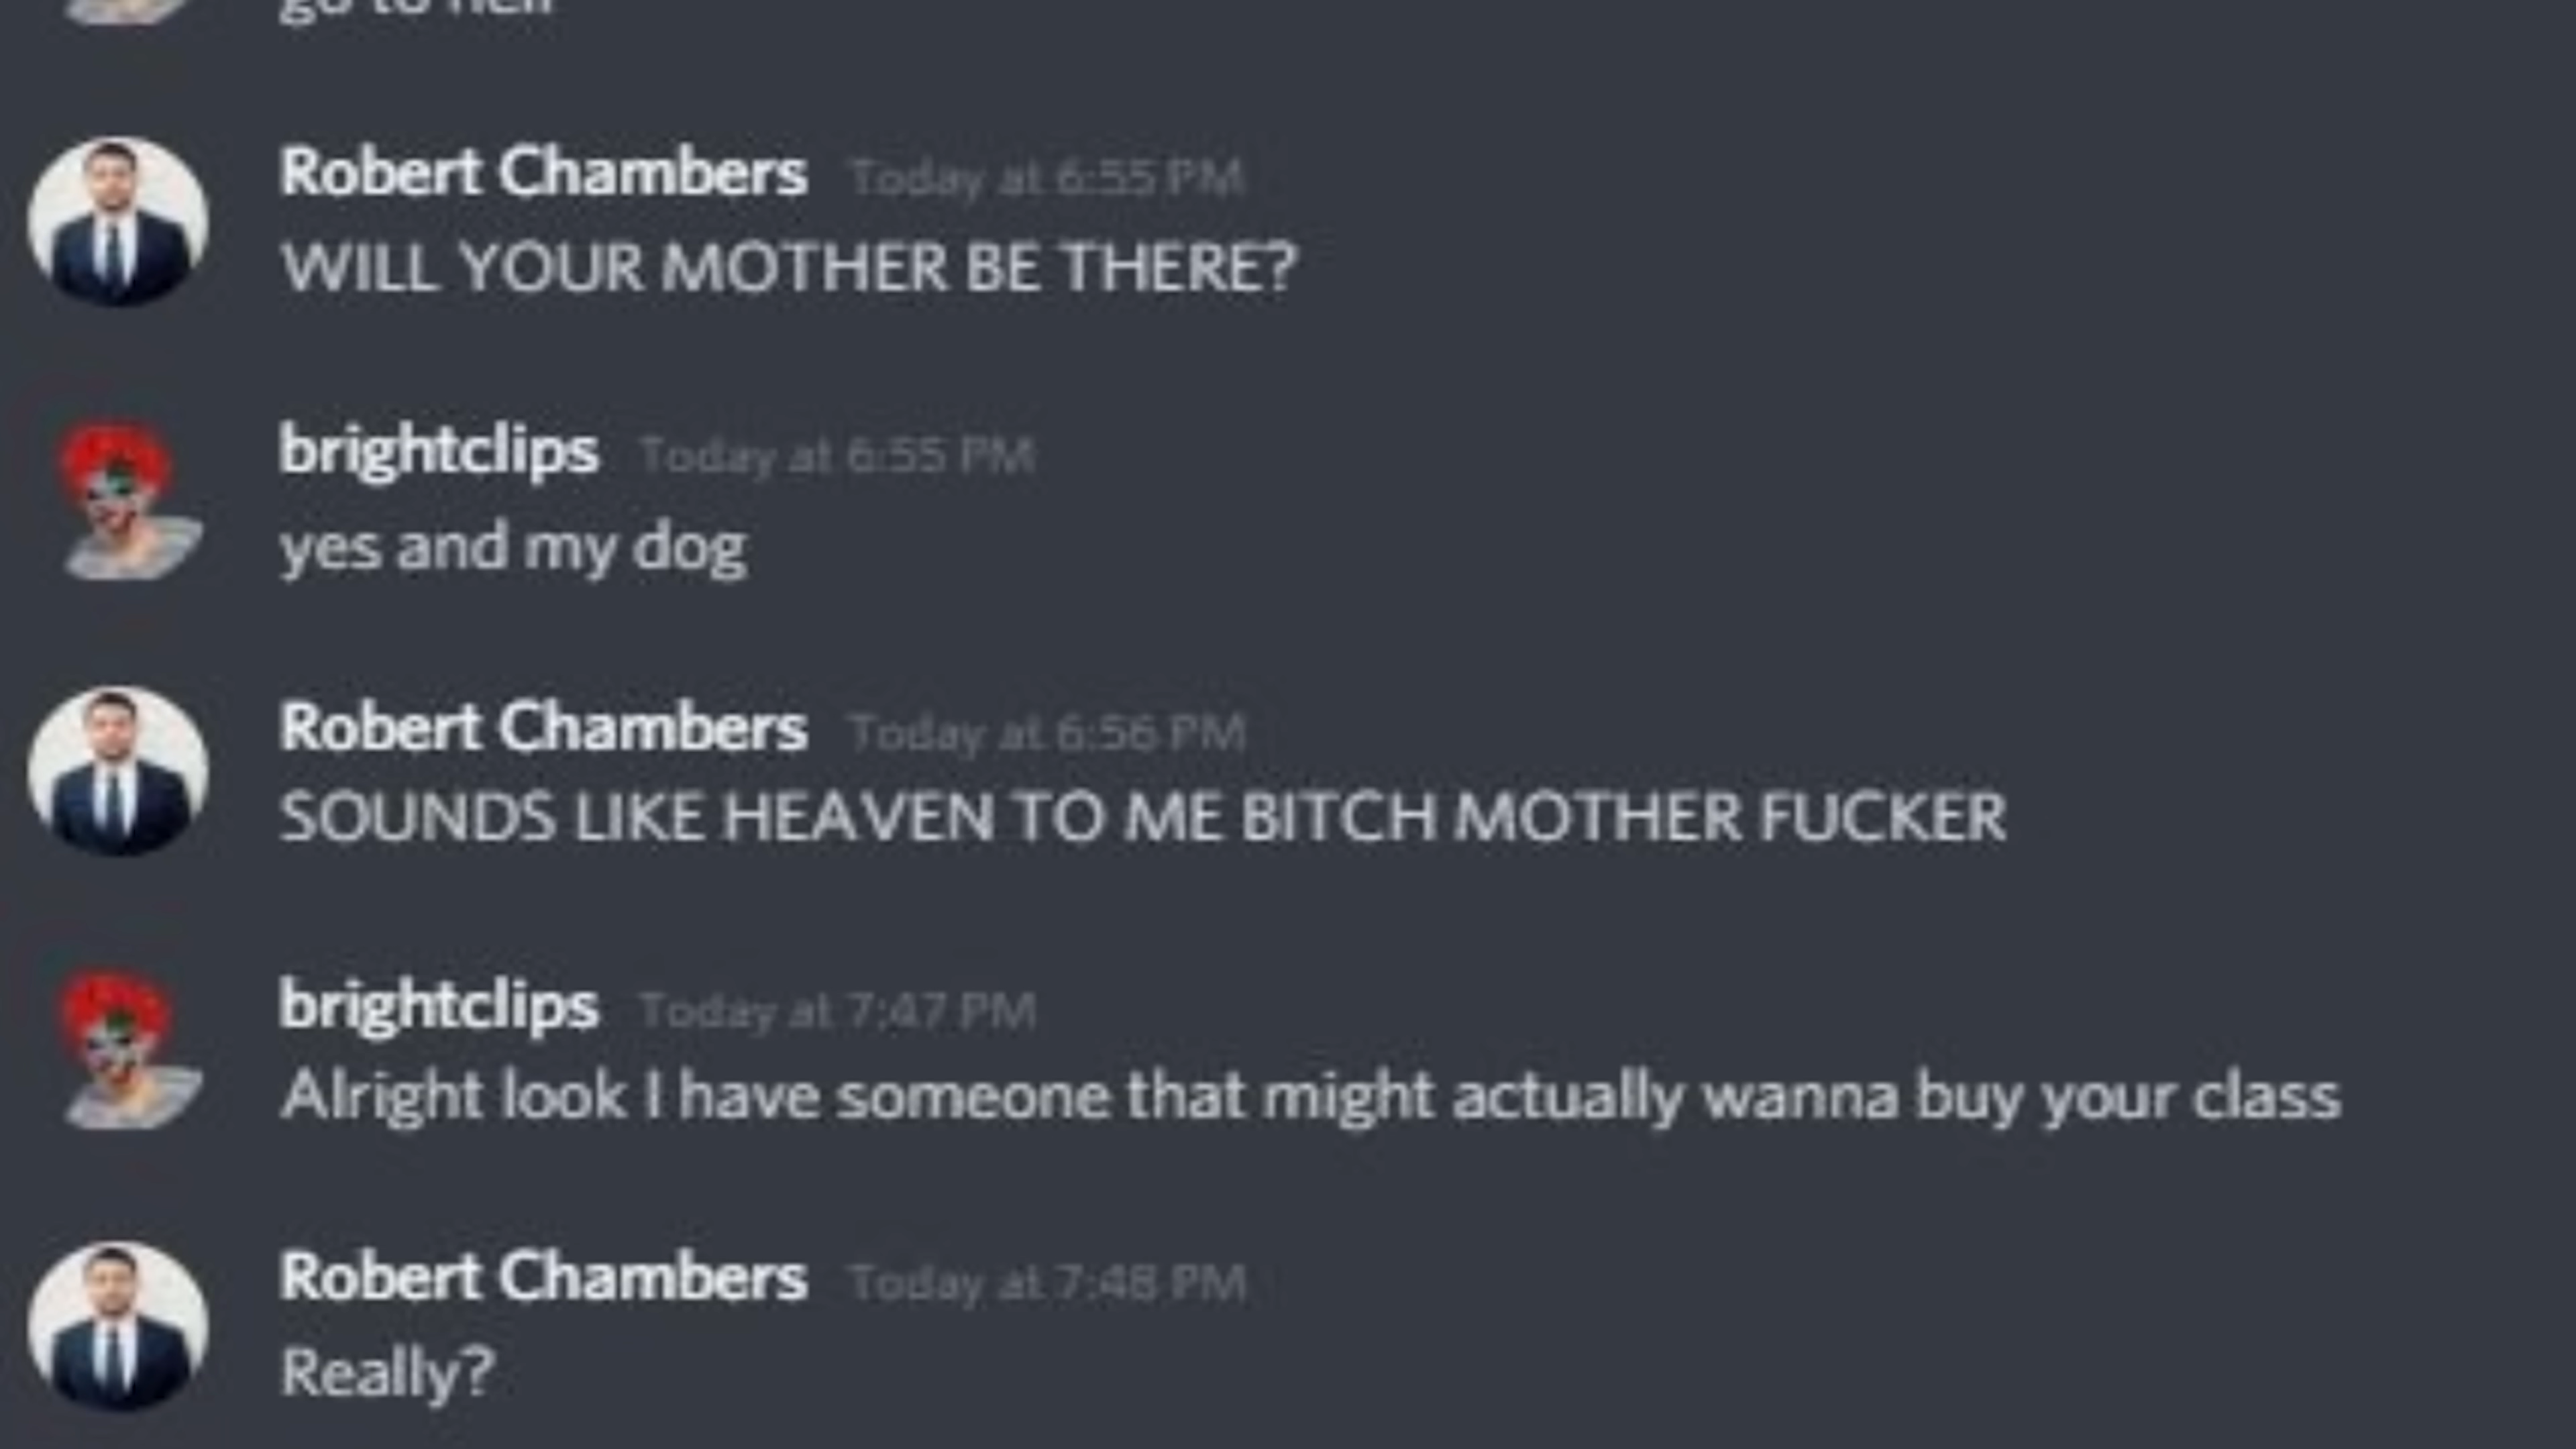 go to hell
Robert Chambers Today at 6:55 PM
WILL YOUR MOTHER BE THERE?
brightclips Today at 6:55 PM
yes and my dog
Robert Chambers Today at 6:56 PM
SOUNDS LIKE HEAVEN TO ME BITCH MOTHER FUCKER
brightclips Today at 7:47 PM
Alright look I have someone that might actually wanna buy your class
Robert Chambers Today at 7:48 PM
Really?